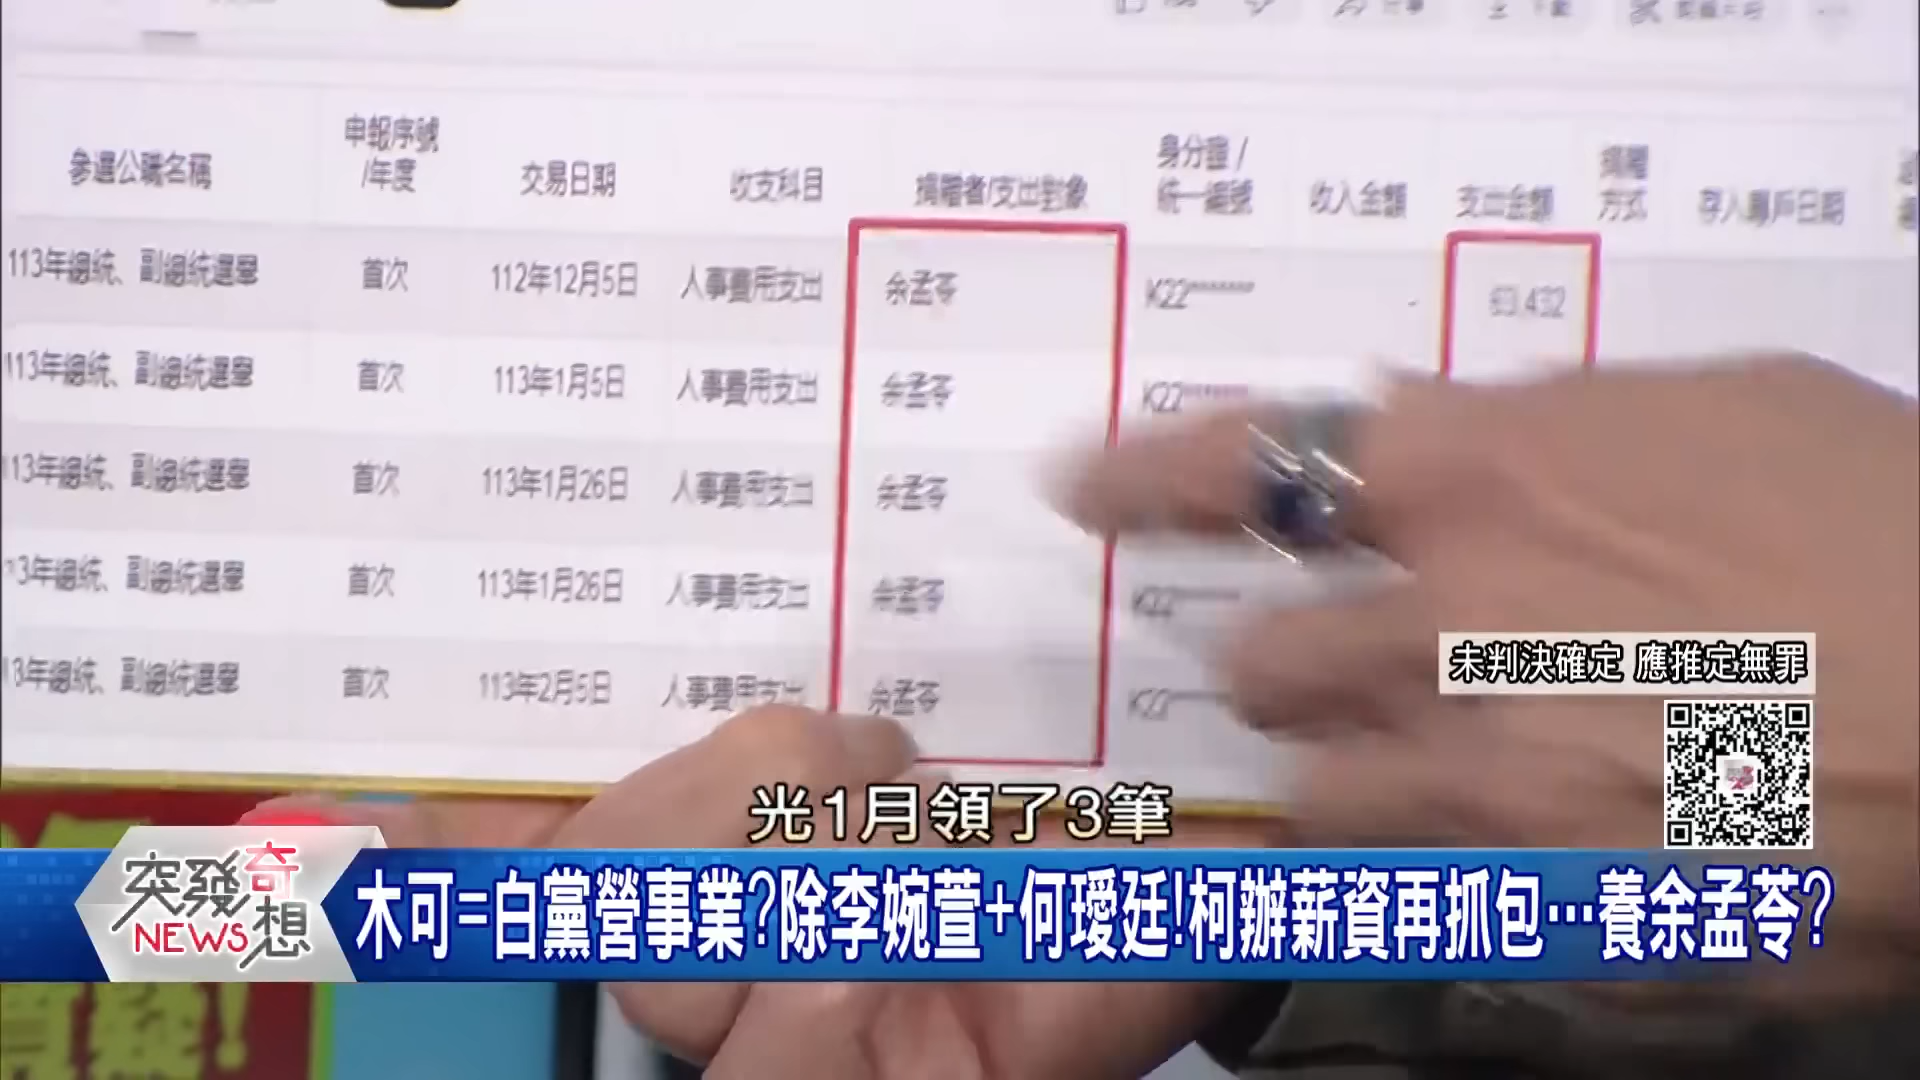 參選公職名稱 申報序號/年度 交易日期 收支科目 捐贈者/支出對象 身分證/統一編號 收入金額 支出金額 捐贈方式 存入專戶日期
113年總統、副總統選舉 首次 112年12月5日 人事費用支出 余孟苓 K22******* - 63,432
113年總統、副總統選舉 首次 113年1月5日 人事費用支出 余孟苓 K22*******
113年總統、副總統選舉 首次 113年1月26日 人事費用支出 余孟苓
13年總統、副總統選舉 首次 113年1月26日 人事費用支出 余孟苓 K22*******
13年總統、副總統選舉 首次 113年2月5日 人事費用支出 余孟苓 K22
未判決確定 應推定無罪
光1月領了3筆
突發奇想
NEWS
木可=白黨營事業?除李婉萱+何瓊廷!柯辦薪資再抓包…養余孟苓?